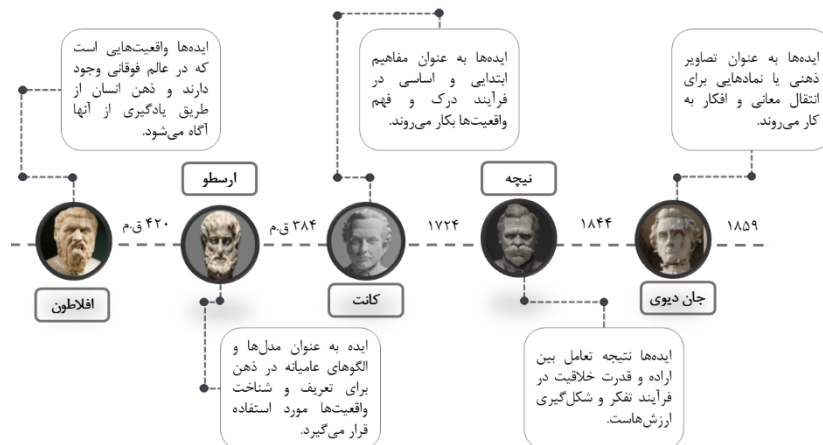 ایده‌ها واقعیت‌هایی است
که در عالم فوقانی وجود
دارند و ذهن انسان از
طریق یادگیری از آنها
آگاه می‌شود.
ایده‌ها به عنوان مفاهیم
ابتدایی و اساسی در
فرآیند درک و فهم
واقعیت‌ها بکار می‌روند.
ایده‌ها به عنوان تصاویر
ذهنی یا نمادهایی برای
انتقال معانی و افکار به
کار می‌روند.
ارسطو
نیچه
۴۲۰ ق.م
۳۸۴ ق.م
۱۷۲۴
۱۸۴۴
۱۸۵۹
افلاطون
کانت
جان دیوی
ایده به عنوان مدل‌ها و
الگوهای عامیانه در ذهن
برای تعریف و شناخت
واقعیت‌ها مورد استفاده
قرار می‌گیرد.
ایده‌ها نتیجه تعامل بین
اراده و قدرت خلاقیت در
فرآیند تفکر و شکل‌گیری
ارزش‌هاست.